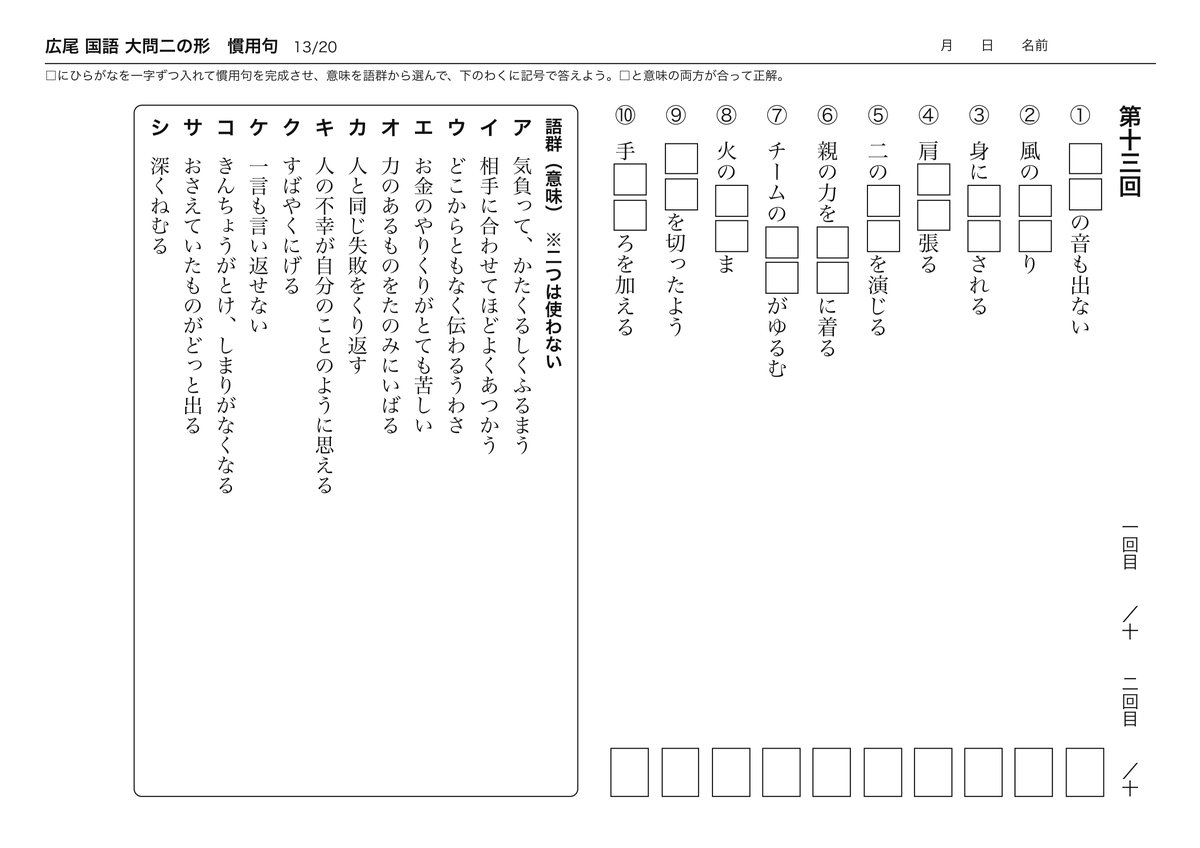 広尾 国語 大問二の形　慣用句　13/20
月　　日　　名前
□にひらがなを一字ずつ入れて慣用句を完成させ、意味を語群から選んで、下のわくに記号で答えよう。□と意味の両方が合って正解。
第十三回　一回目　／十　二回目　／十
① □□の音も出ない
② 風の□□り
③ 身に□□される
④ 肩□□張る
⑤ 二の□□を演じる
⑥ 親の力を□□に着る
⑦ チームの□□がゆるむ
⑧ 火の□□ま
⑨ □□を切ったよう
⑩ 手□□ろを加える
語群（意味）　※二つは使わない
ア　気負って、かたくるしくふるまう
イ　相手に合わせてほどよくあつかう
ウ　どこからともなく伝わるうわさ
エ　お金のやりくりがとても苦しい
オ　力のあるものをたのみにいばる
カ　人と同じ失敗をくり返す
キ　人の不幸が自分のことのように思える
ク　すばやくにげる
ケ　一言も言い返せない
コ　きんちょうがとけ、しまりがなくなる
サ　おさえていたものがどっと出る
シ　深くねむる